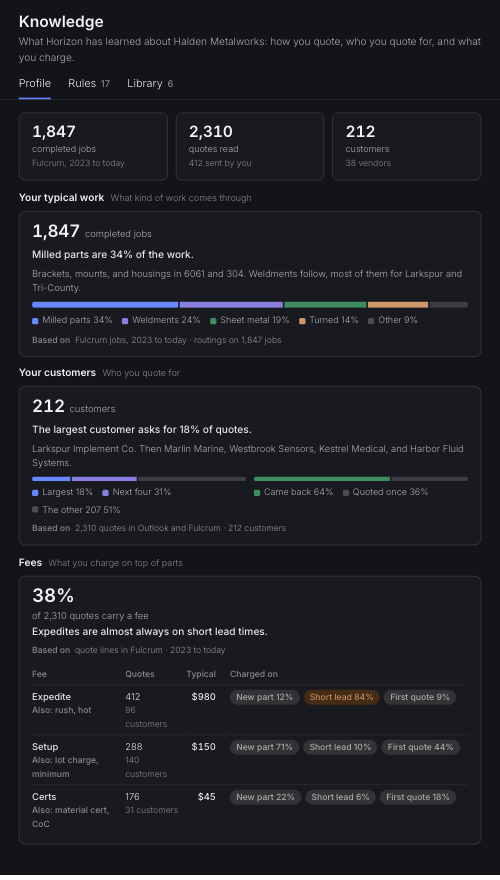 Knowledge
What Horizon has learned about Halden Metalworks: how you quote, who you quote for, and what
you charge.
Profile Rules 17 Library 6
1,847 2,310 212
completed jobs quotes read customers
Fulcrum, 2023 to today 412 sent by you 38 vendors
Your typical work What kind of work comes through
1,847 completed jobs
Milled parts are 34% of the work.
Brackets, mounts, and housings in 6061 and 304. Weldments follow, most of them for Larkspur and
Tri-County.
Milled parts 34% Weldments 24% Sheet metal 19% Turned 14% Other 9%
Based on Fulcrum jobs, 2023 to today · routings on 1,847 jobs
Your customers Who you quote for
212 customers
The largest customer asks for 18% of quotes.
Larkspur Implement Co. Then Marlin Marine, Westbrook Sensors, Kestrel Medical, and Harbor Fluid
Systems.
Largest 18% Next four 31% Came back 64% Quoted once 36%
The other 207 51%
Based on 2,310 quotes in Outlook and Fulcrum · 212 customers
Fees What you charge on top of parts
38%
of 2,310 quotes carry a fee
Expedites are almost always on short lead times.
Based on quote lines in Fulcrum · 2023 to today
Fee Quotes Typical Charged on
Expedite 412 $980 New part 12% Short lead 84% First quote 9%
Also: rush, hot 96
customers
Setup 288 $150 New part 71% Short lead 10% First quote 44%
Also: lot charge, 140
minimum customers
Certs 176 $45 New part 22% Short lead 6% First quote 18%
Also: material cert, 31 customers
CoC